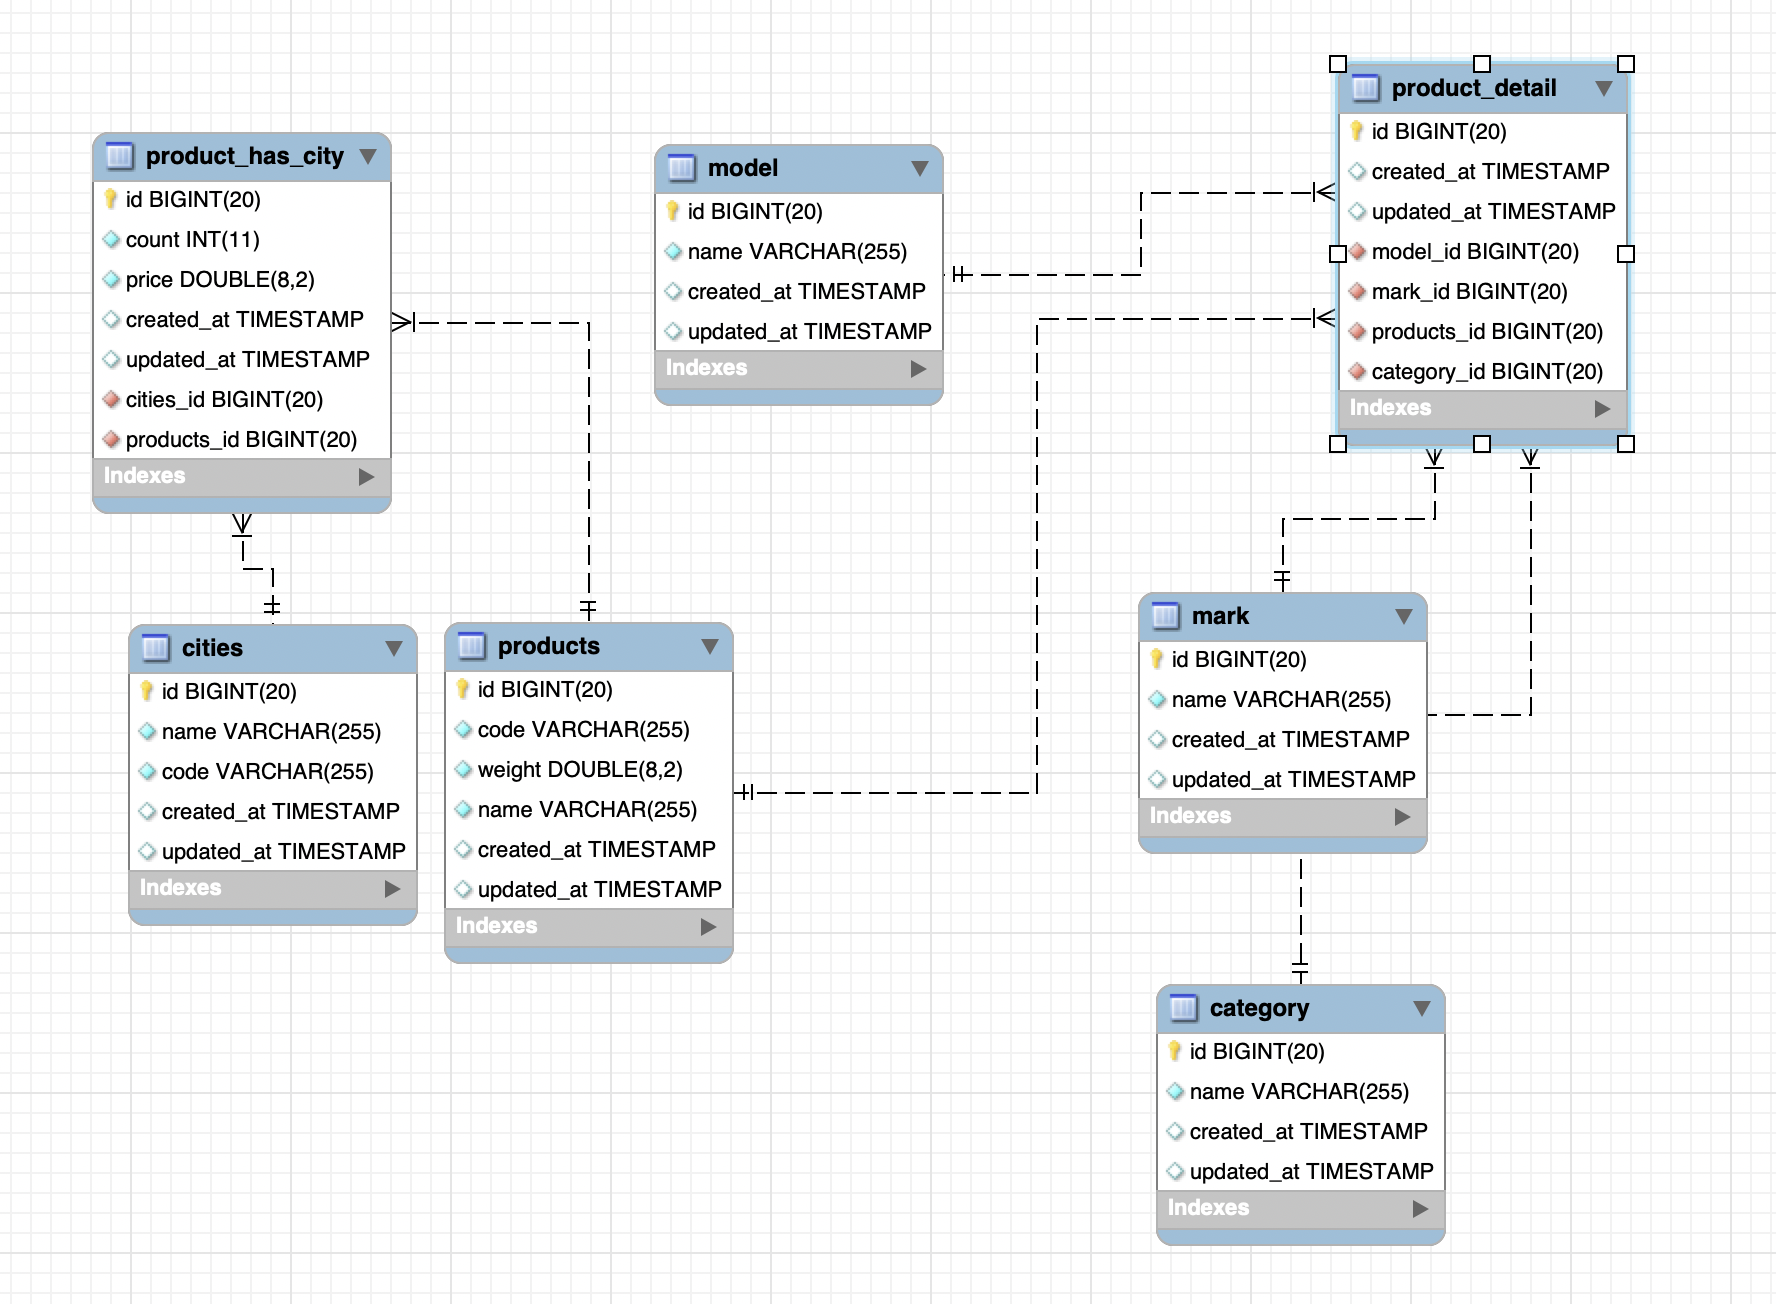 product_has_city
id BIGINT(20)
count INT(11)
price DOUBLE(8,2)
created_at TIMESTAMP
updated_at TIMESTAMP
cities_id BIGINT(20)
products_id BIGINT(20)
Indexes
model
id BIGINT(20)
name VARCHAR(255)
created_at TIMESTAMP
updated_at TIMESTAMP
Indexes
product_detail
id BIGINT(20)
created_at TIMESTAMP
updated_at TIMESTAMP
model_id BIGINT(20)
mark_id BIGINT(20)
products_id BIGINT(20)
category_id BIGINT(20)
Indexes
cities
id BIGINT(20)
name VARCHAR(255)
code VARCHAR(255)
created_at TIMESTAMP
updated_at TIMESTAMP
Indexes
products
id BIGINT(20)
code VARCHAR(255)
weight DOUBLE(8,2)
name VARCHAR(255)
created_at TIMESTAMP
updated_at TIMESTAMP
Indexes
mark
id BIGINT(20)
name VARCHAR(255)
created_at TIMESTAMP
updated_at TIMESTAMP
Indexes
category
id BIGINT(20)
name VARCHAR(255)
created_at TIMESTAMP
updated_at TIMESTAMP
Indexes